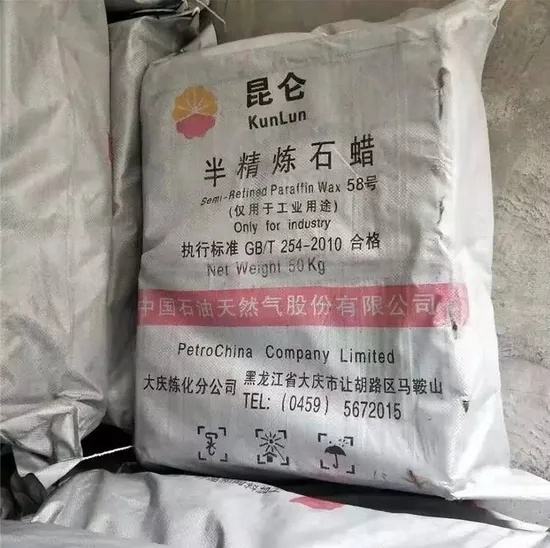 昆仑
KunLun
半精炼石蜡
Semi-Refined Paraffin Wax 58号
(仅用于工业用途)
Only for industry
执行标准 GB/T 254-2010 合格
Net Weight 50Kg
中国石油天然气股份有限公司
PetroChina Company Limited
大庆炼化分公司 黑龙江省大庆市让胡路区马鞍山
TEL: (0459) 5672015